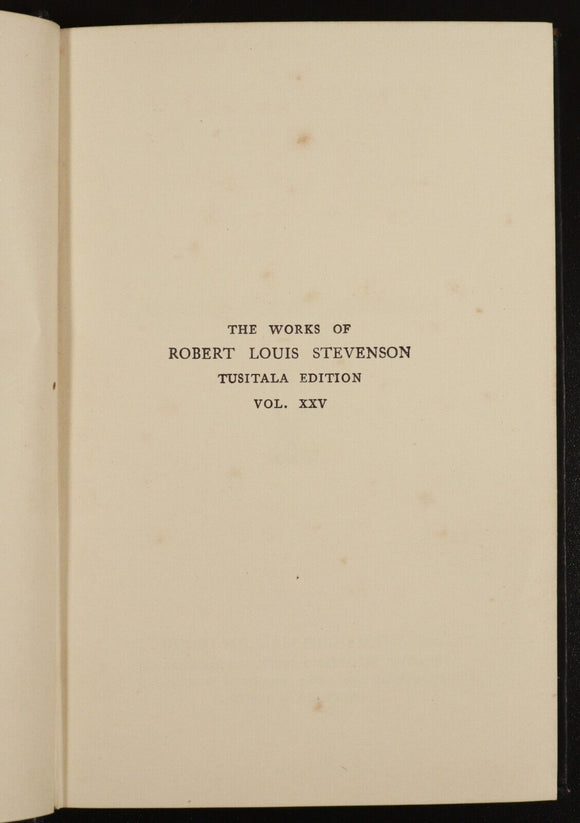 THE WORKS OF
ROBERT LOUIS STEVENSON
TUSITALA EDITION
VOL. XXV